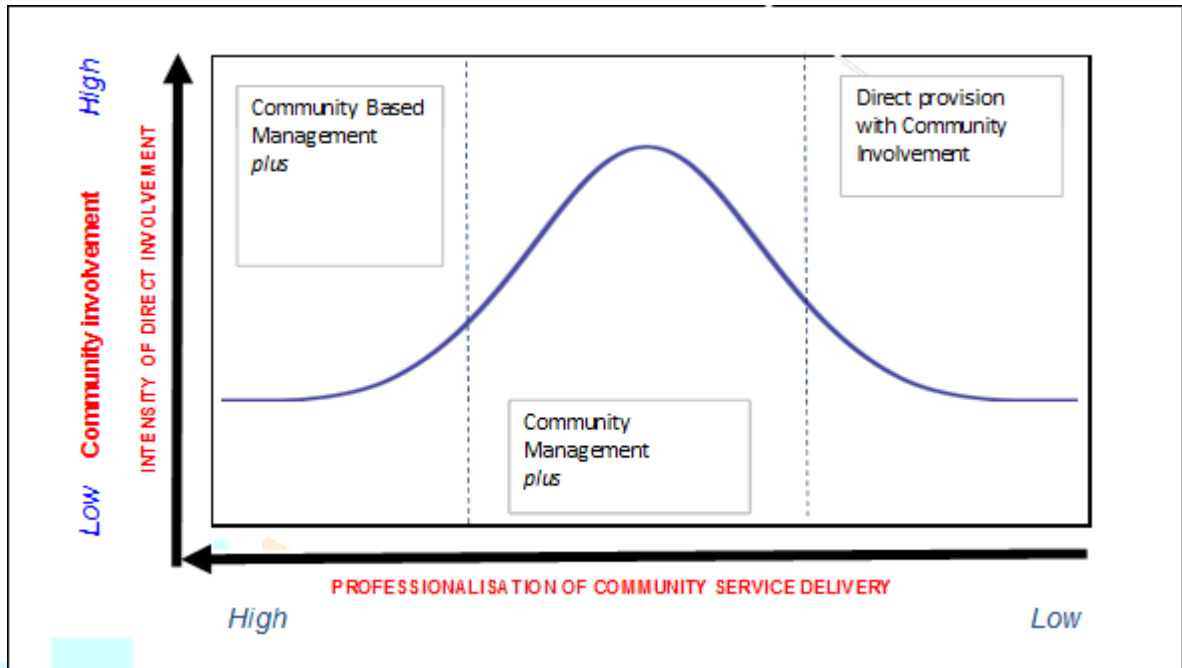 High
Community involvement
Low
INTENSITY OF DIRECT INVOLVEMENT
Community Based
Management
plus
Direct provision
with Community
Involvement
Community
Management
plus
PROFESSIONALISATION OF COMMUNITY SERVICE DELIVERY
High
Low